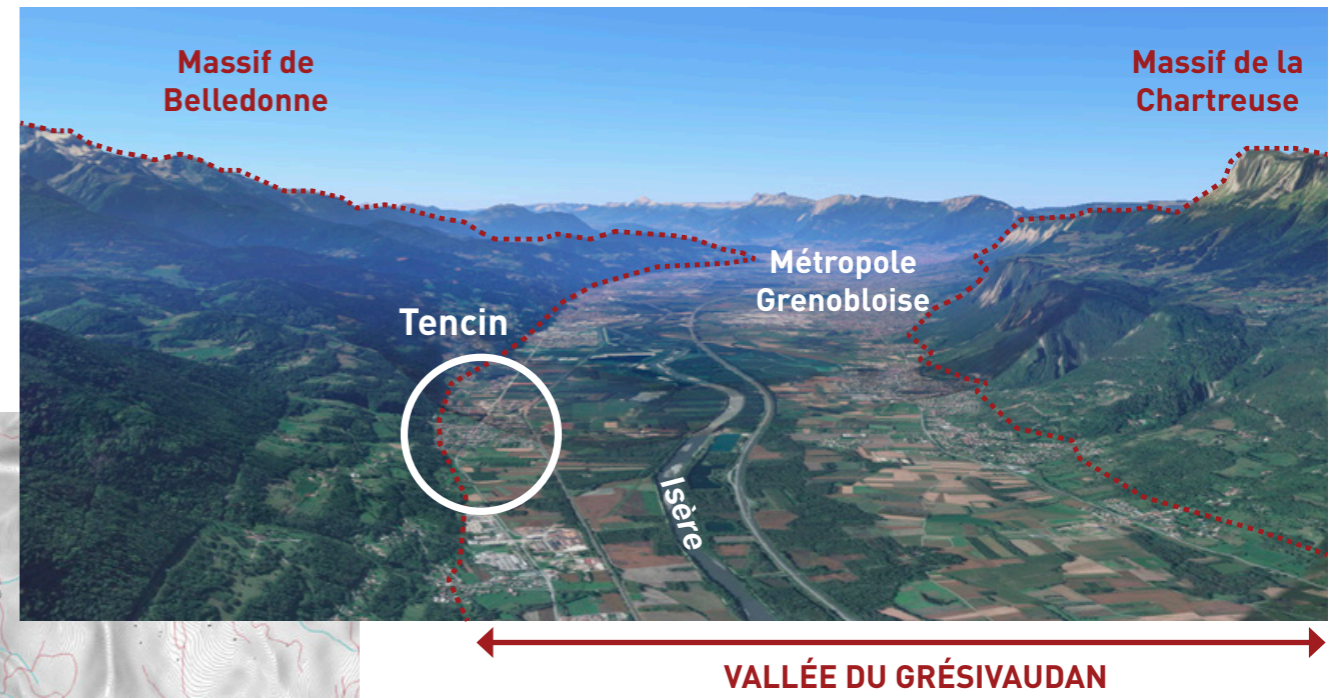 Massif de
Belledonne
Massif de la
Chartreuse
Métropole
Grenobloise
Tencin
Isère
VALLÉE DU GRÉSIVAUDAN